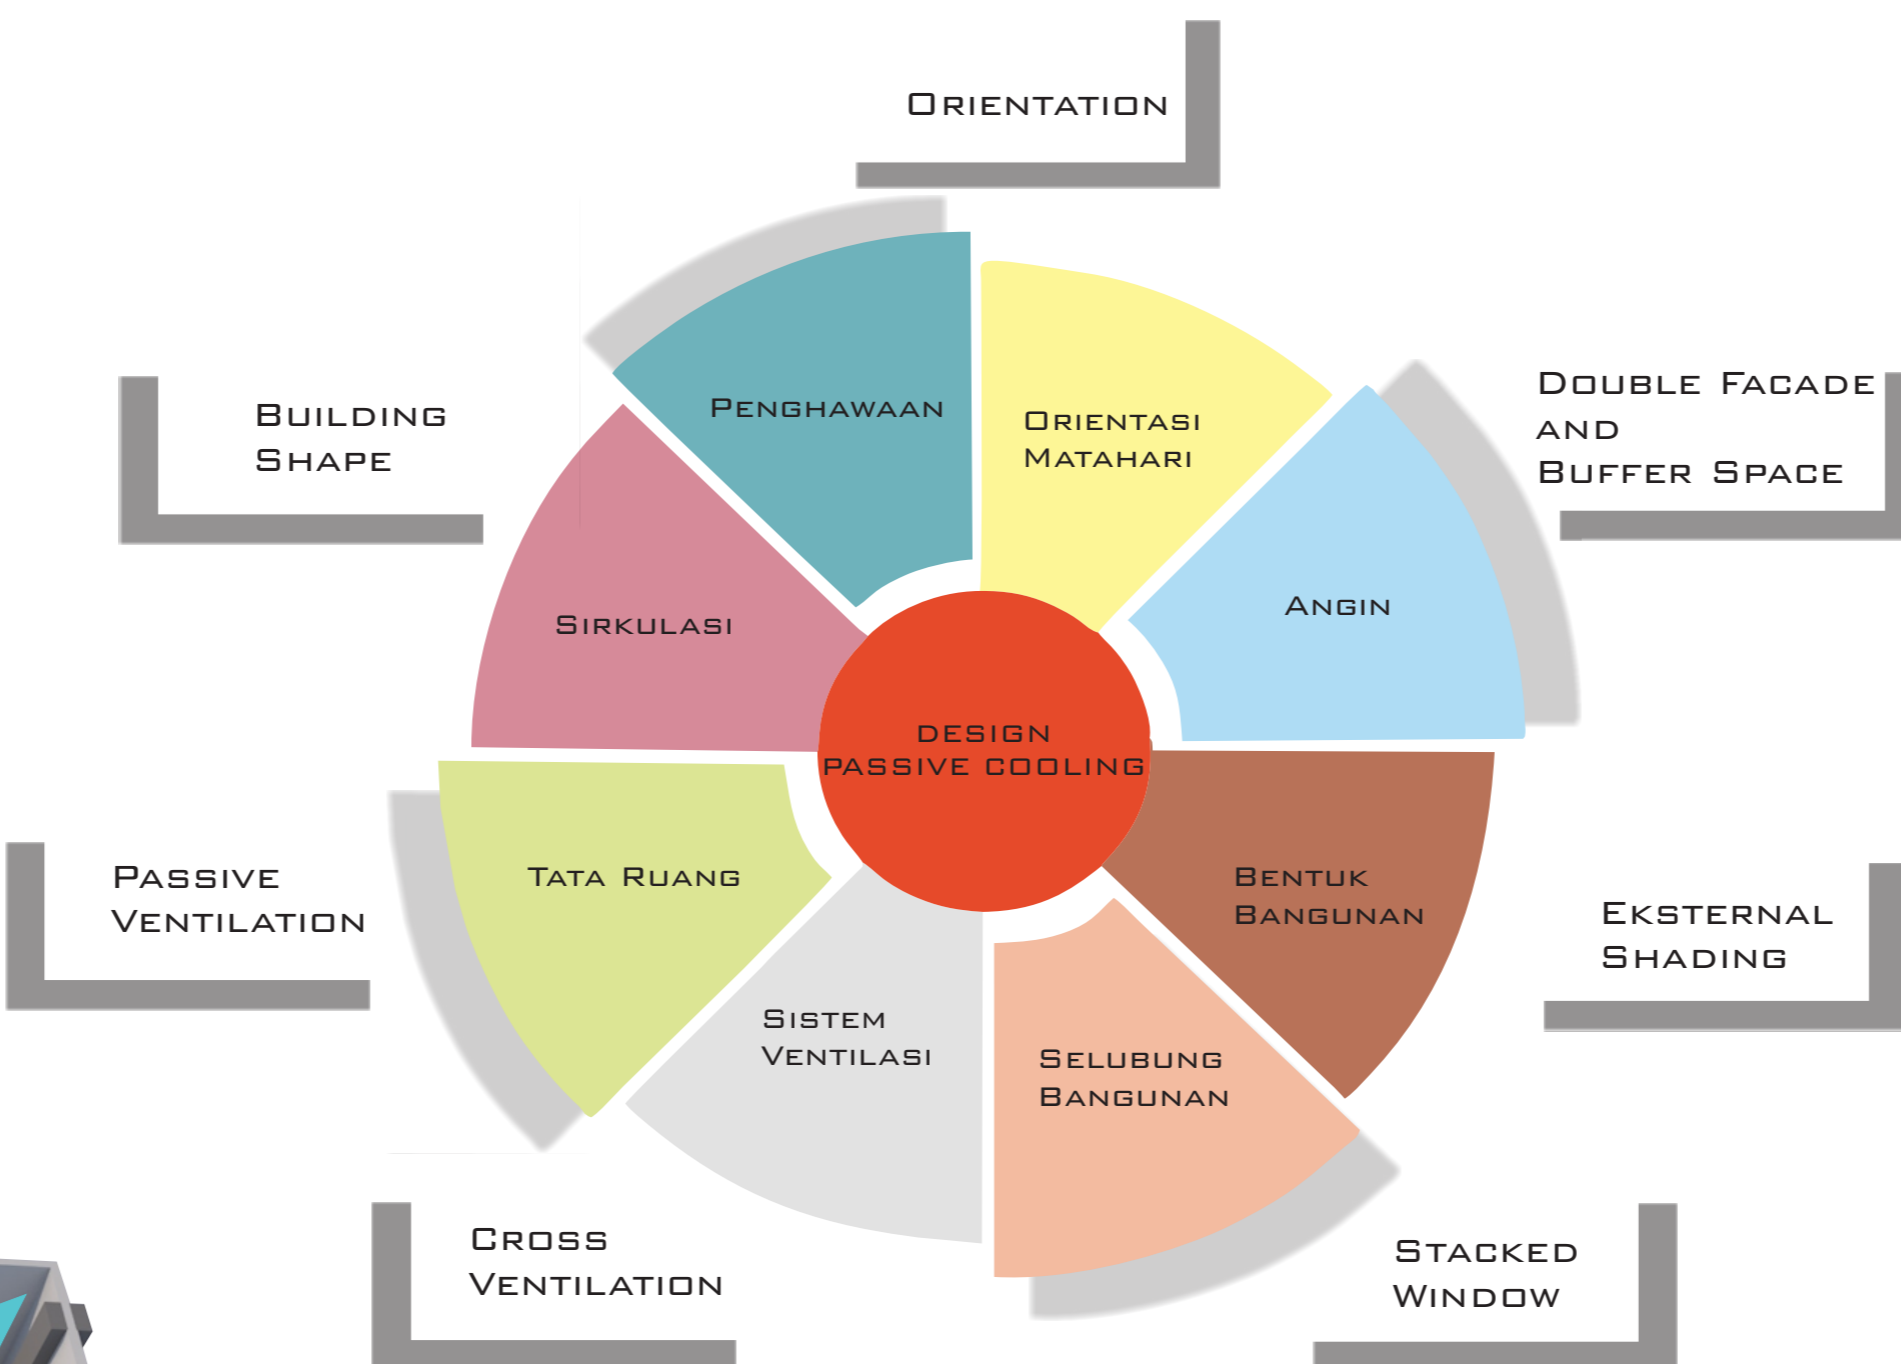 ORIENTATION
DOUBLE FACADE
AND
BUFFER SPACE
BUILDING
SHAPE
PENGHAWAAN
ORIENTASI
MATAHARI
ANGIN
SIRKULASI
DESIGN
PASSIVE COOLING
TATA RUANG
BENTUK
BANGUNAN
PASSIVE
VENTILATION
EKSTERNAL
SHADING
SISTEM
VENTILASI
SELUBUNG
BANGUNAN
CROSS
VENTILATION
STACKED
WINDOW